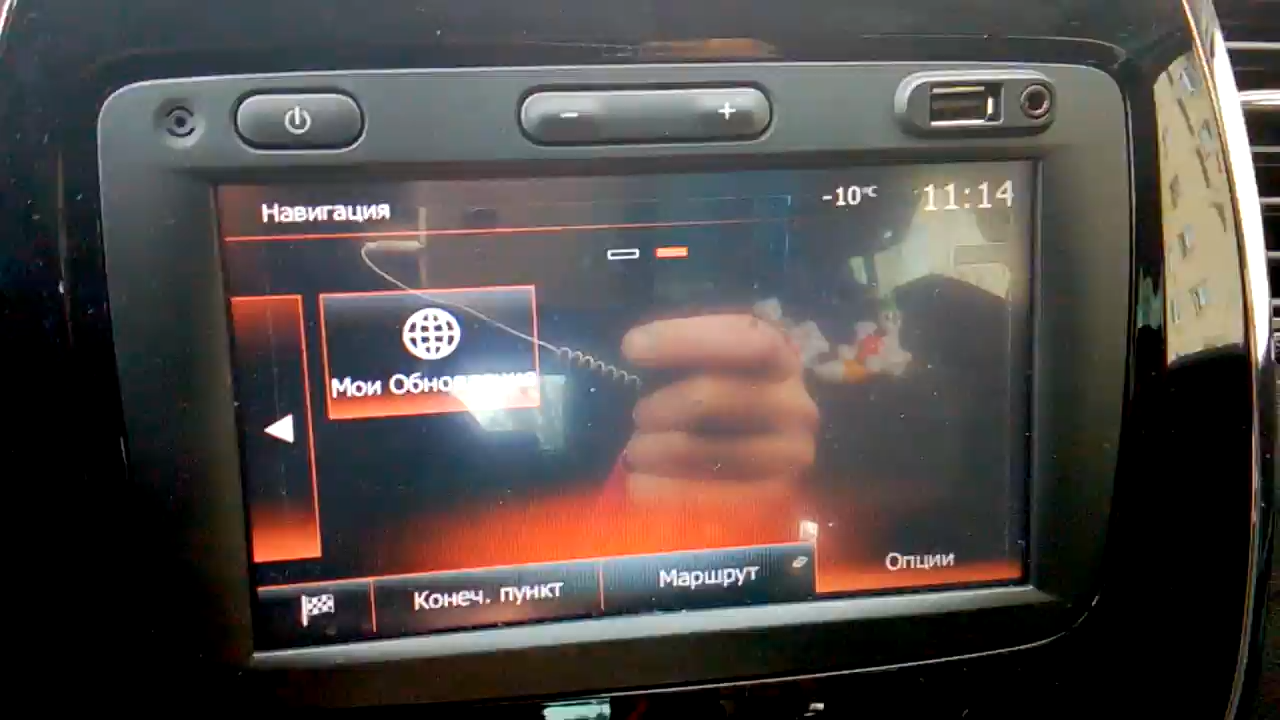 Навигация
-10°C
11:14
Мои Обновления
Конеч. пункт
Маршрут
Опции